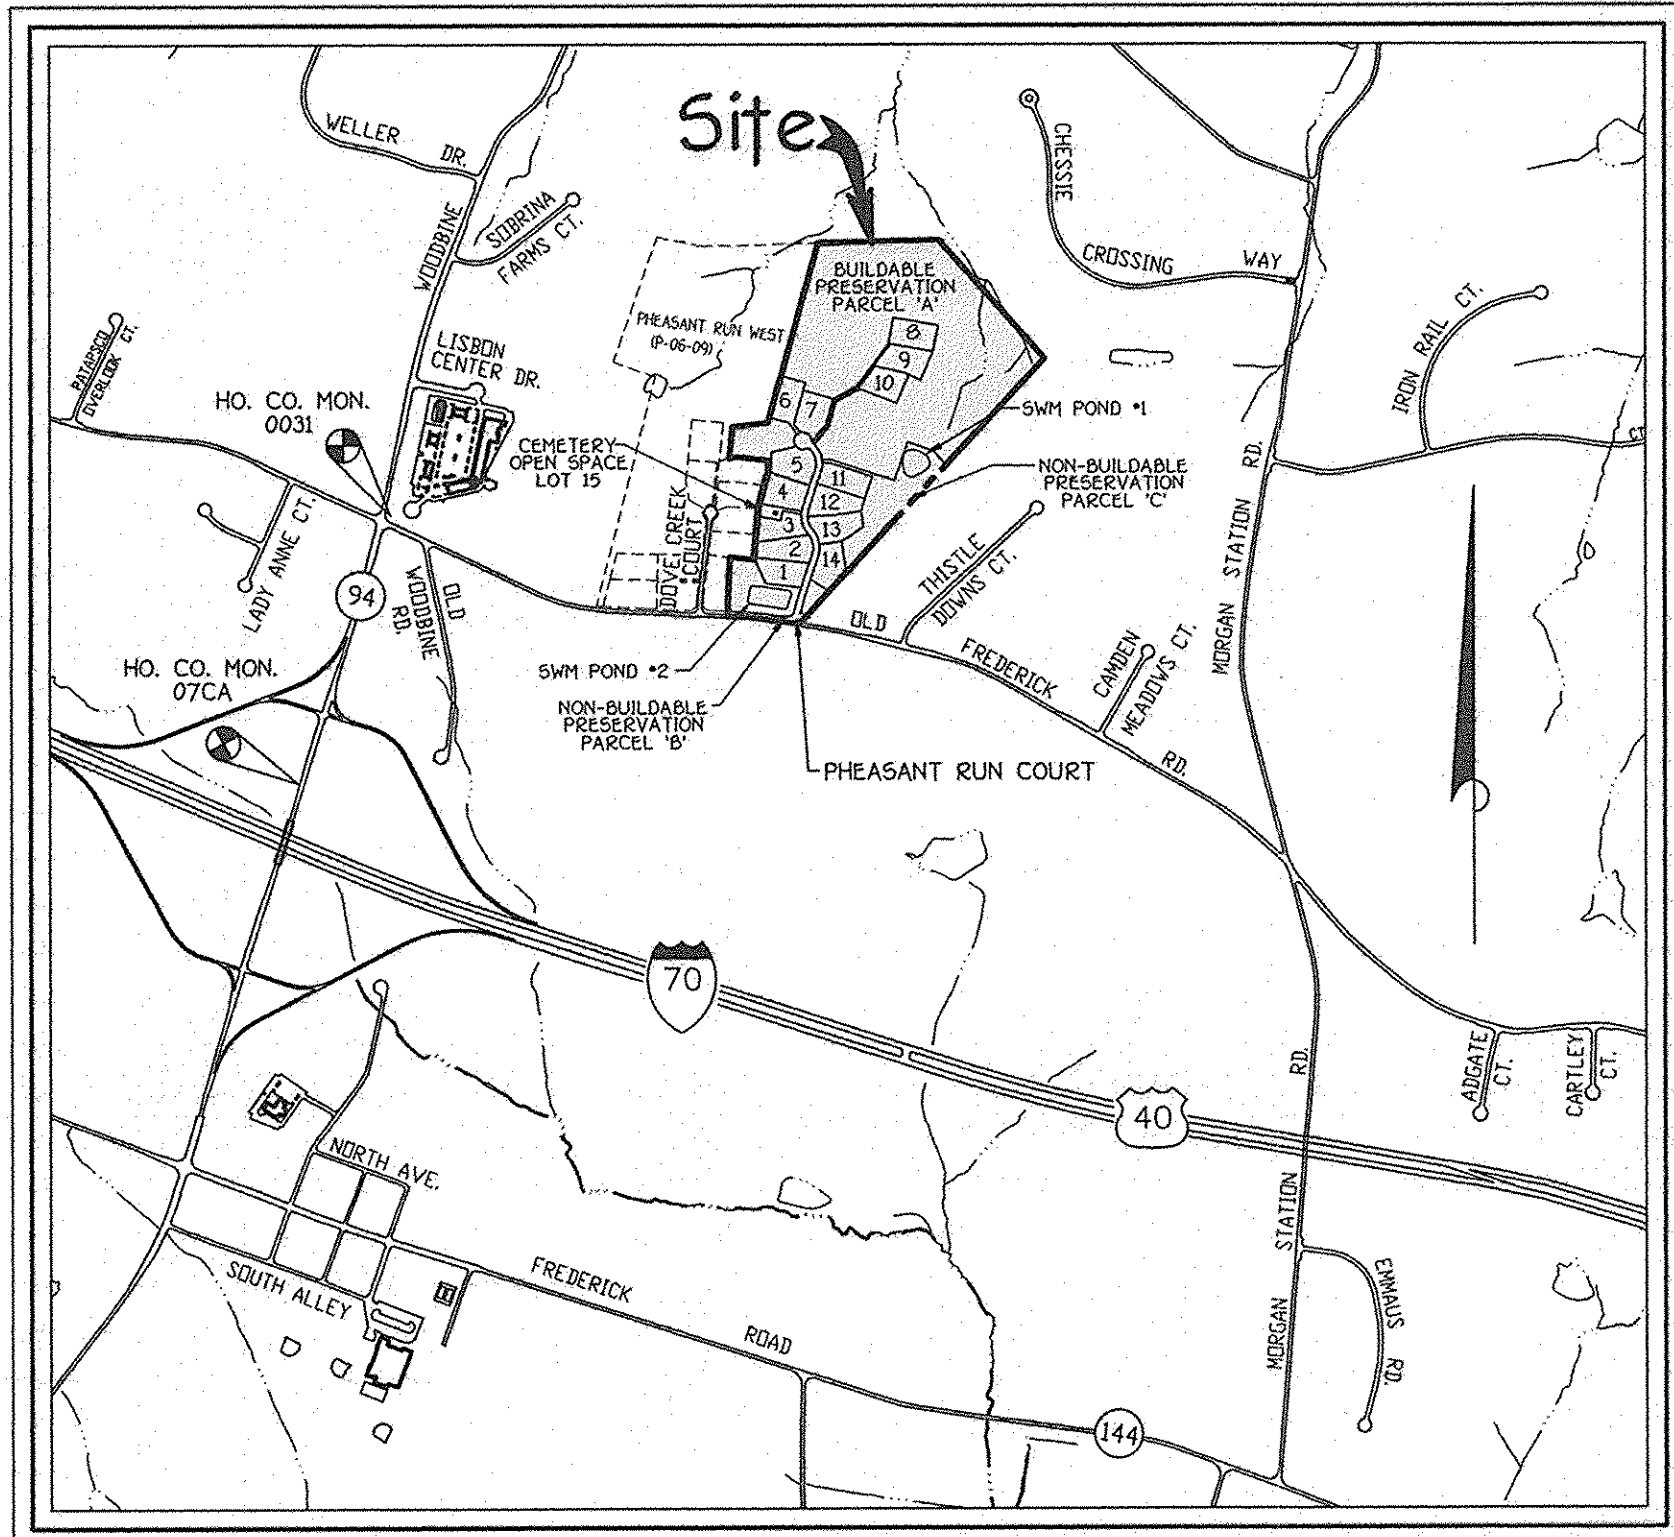 Site
WELLER DR.
WOODBINE
SOBRINA
FARMS CT.
CHESSIE
CROSSING WAY
BUILDABLE
PRESERVATION
PARCEL 'A'
PHEASANT RUN WEST
(P-06-09)
8
9
10
6
7
5
4
3
2
1
11
12
13
14
PATAPSCO
OVERLOOK CT.
LISBON
CENTER DR.
HO. CO. MON.
0031
CEMETERY
OPEN SPACE
LOT 15
SWM POND #1
NON-BUILDABLE
PRESERVATION
PARCEL 'C'
IRON RAIL CT.
CT
LADY ANNE CT.
94
OLD
WOODBINE
RD.
DOVE CREEK
COURT
THISTLE
DOWNS CT.
MORGAN STATION RD.
OLD FREDERICK RD.
CAMDEN
MEADOWS CT.
HO. CO. MON.
07CA
SWM POND #2
NON-BUILDABLE
PRESERVATION
PARCEL 'B'
PHEASANT RUN COURT
70
40
ADGATE
CT.
CARTLEY
CT.
NORTH AVE.
SOUTH ALLEY
FREDERICK ROAD
144
MORGAN STATION RD.
EMMAUS RD.